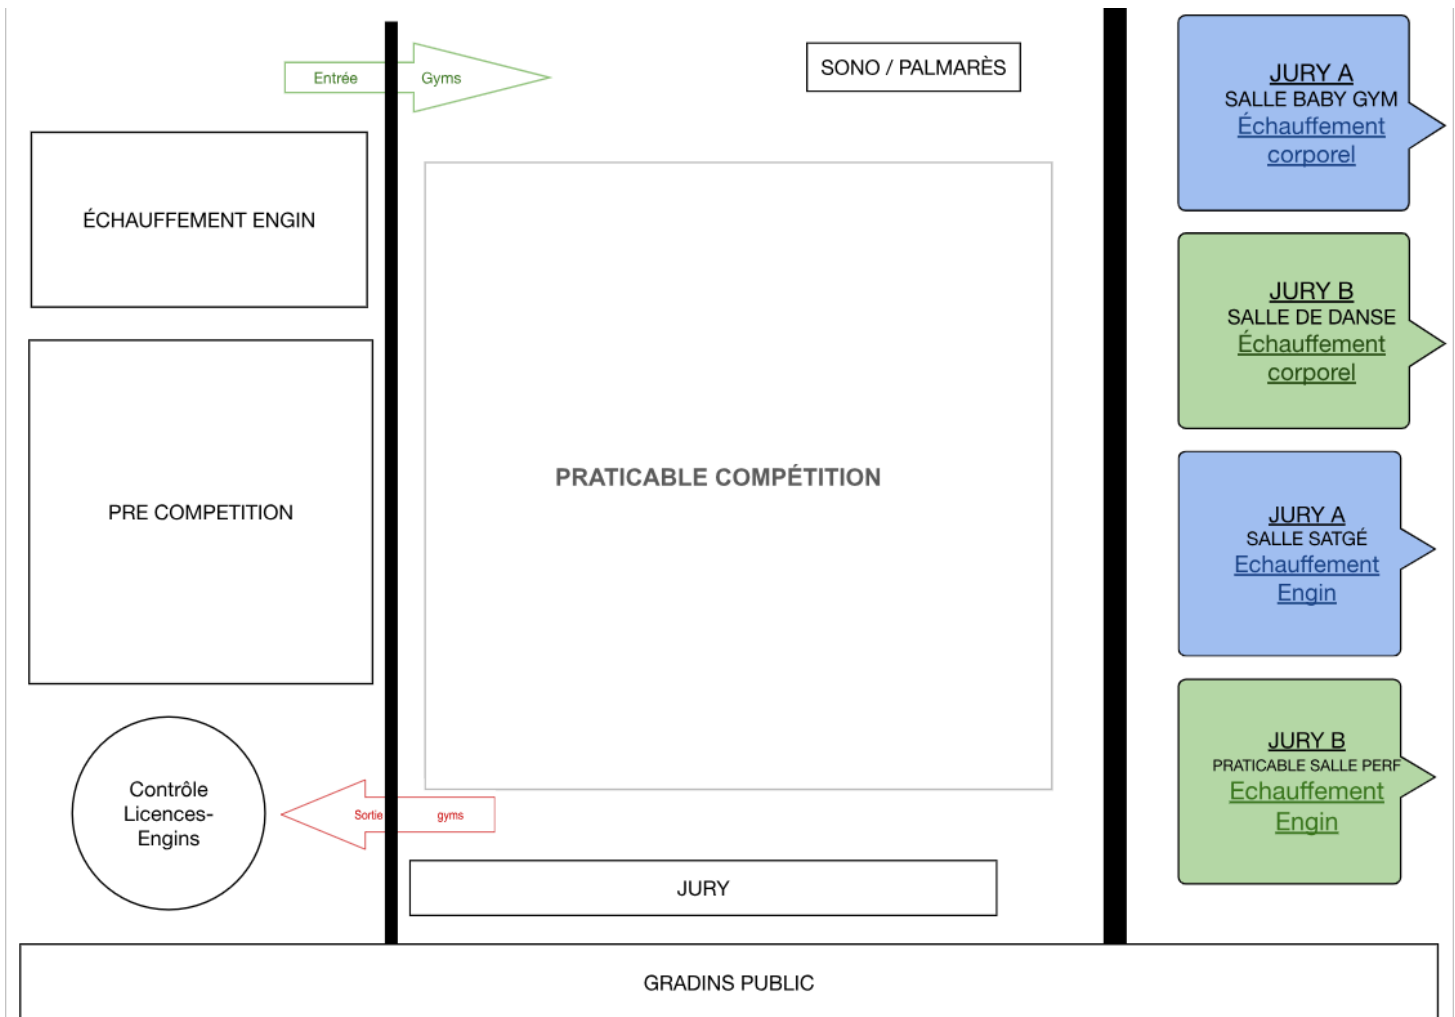 Entrée Gyms
SONO / PALMARÈS
ÉCHAUFFEMENT ENGIN
PRE COMPETITION
Contrôle
Licences-
Engins
PRATICABLE COMPÉTITION
Sortie gyms
JURY
JURY A
SALLE BABY GYM
Échauffement
corporel
JURY B
SALLE DE DANSE
Échauffement
corporel
JURY A
SALLE SATGÉ
Echauffement
Engin
JURY B
PRATICABLE SALLE PERF
Echauffement
Engin
GRADINS PUBLIC